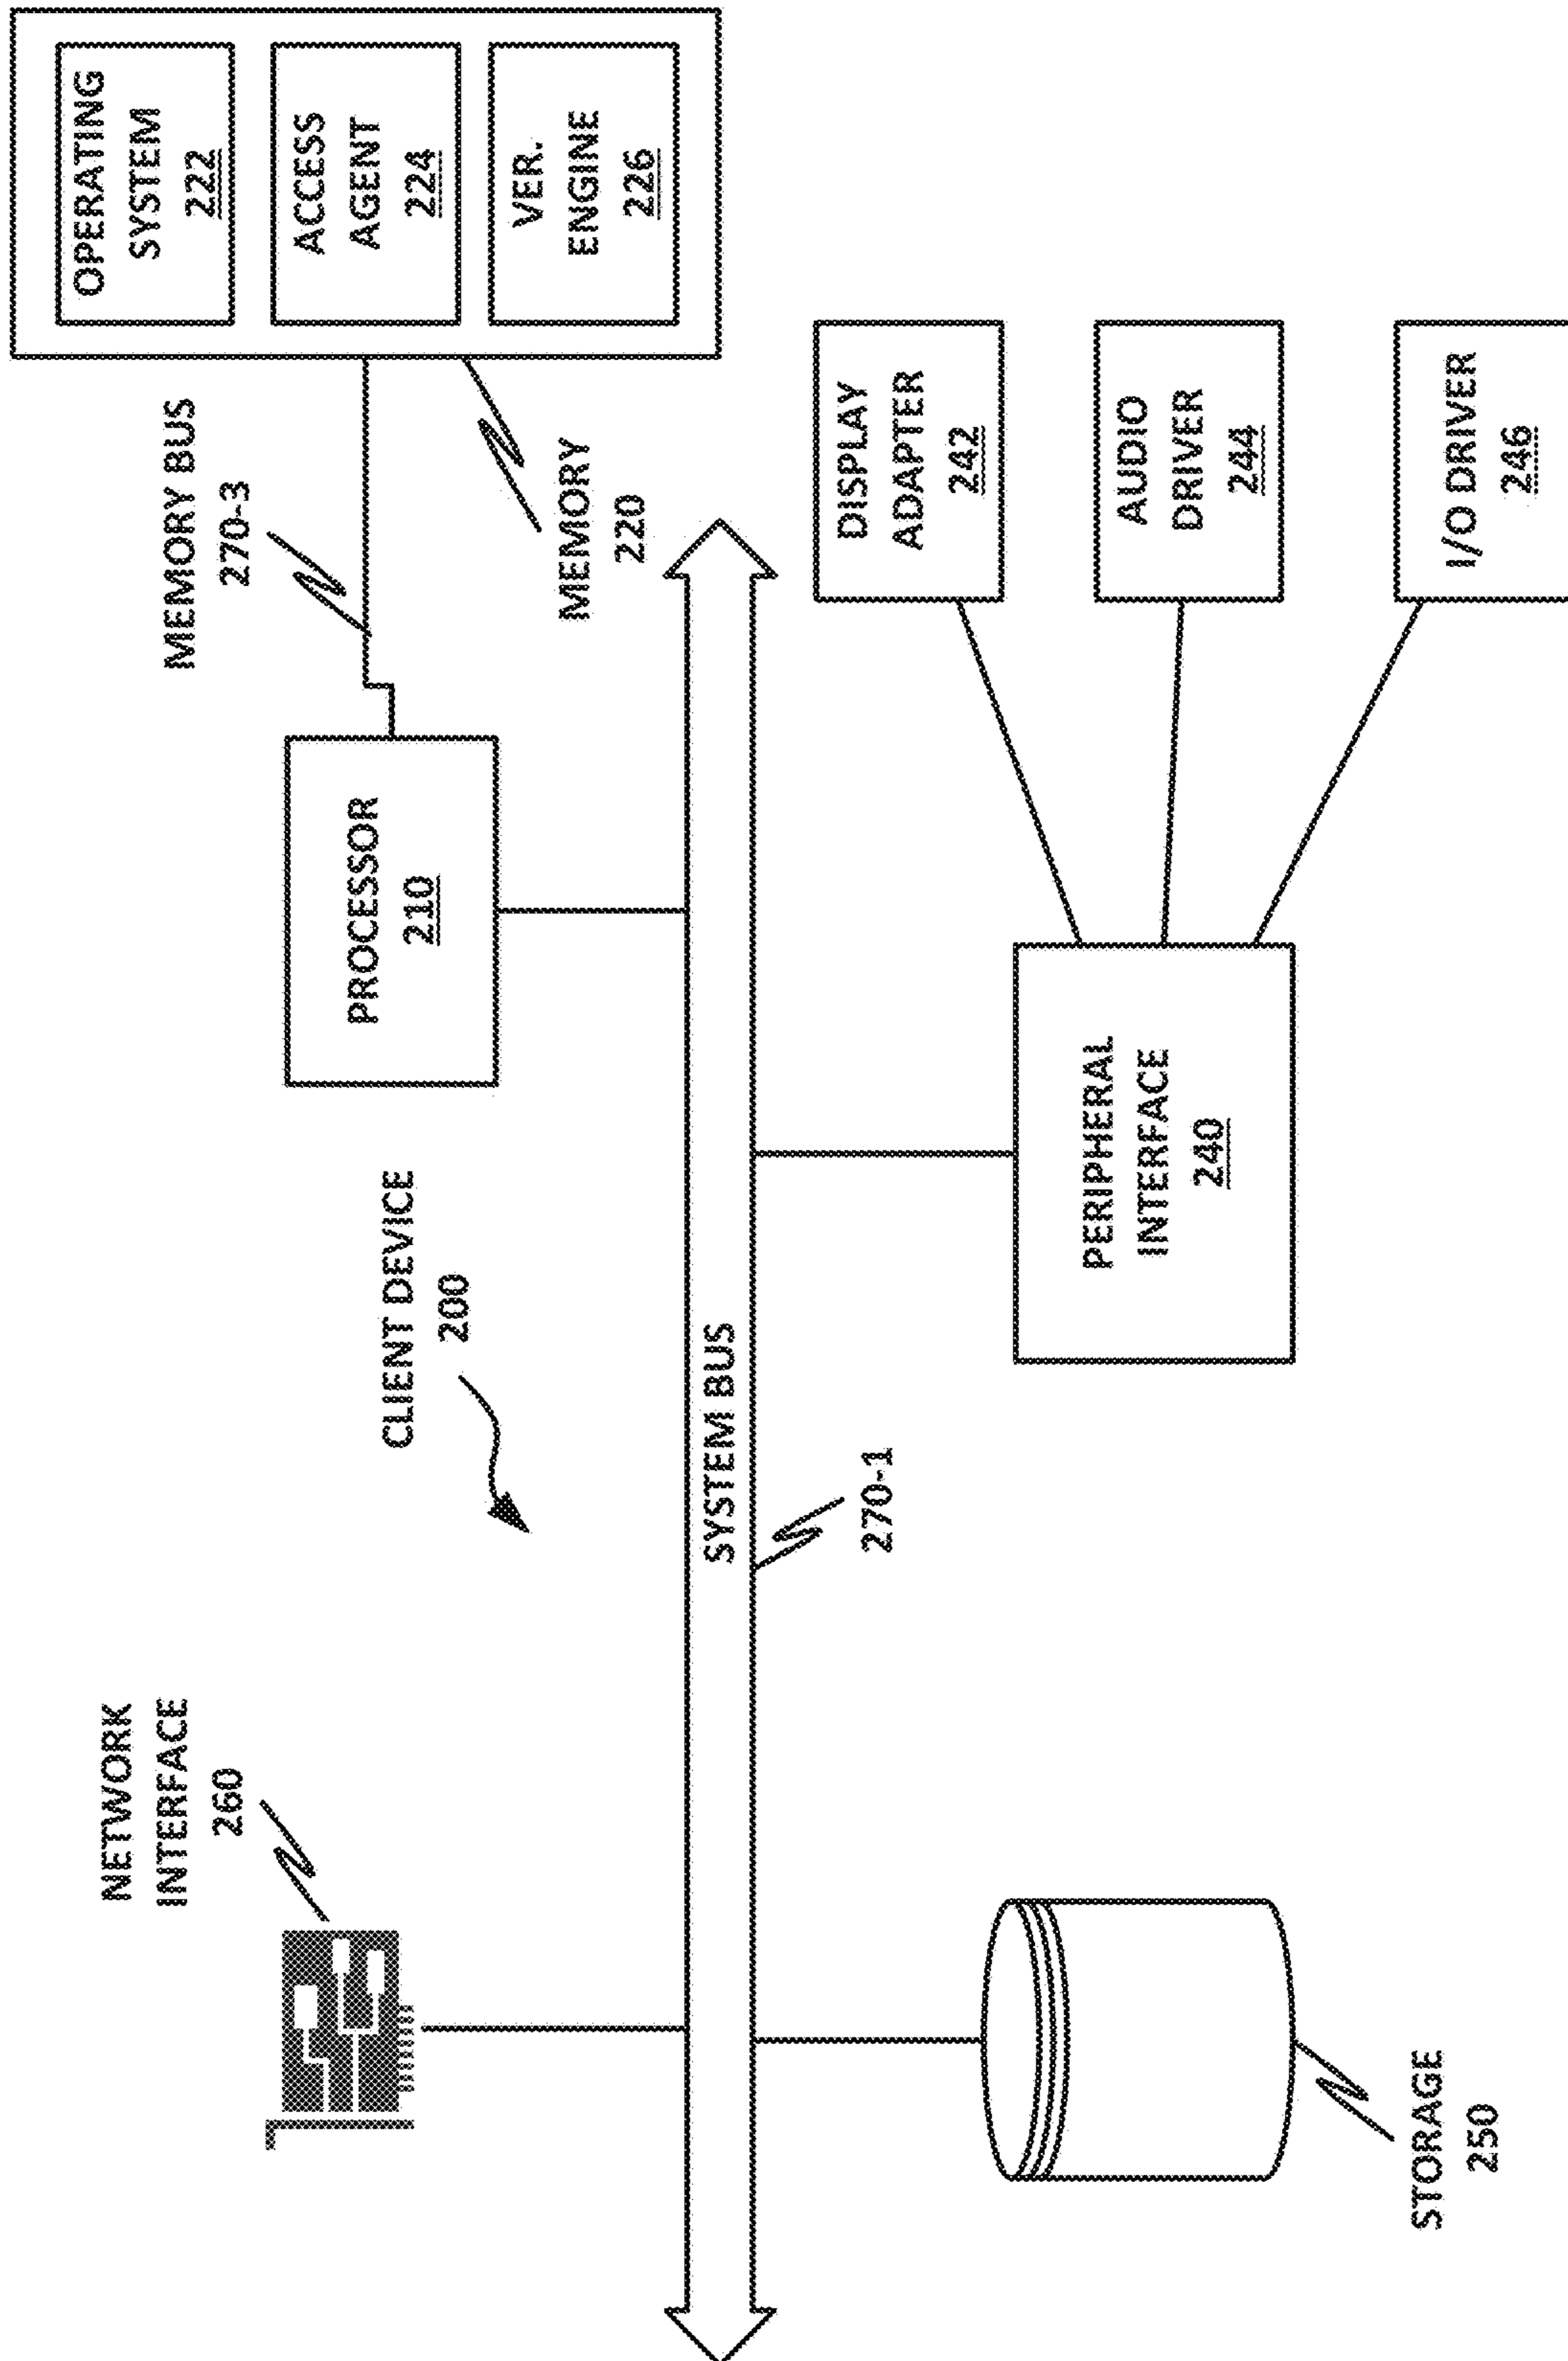 NETWORK
INTERFACE
260
CLIENT DEVICE
200
MEMORY BUS
270-3
PROCESSOR
210
OPERATING
SYSTEM
222
ACCESS
AGENT
224
VER.
ENGINE
226
MEMORY
220
SYSTEM BUS
270-1
STORAGE
250
PERIPHERAL
INTERFACE
240
DISPLAY
ADAPTER
242
AUDIO
DRIVER
244
I/O DRIVER
246